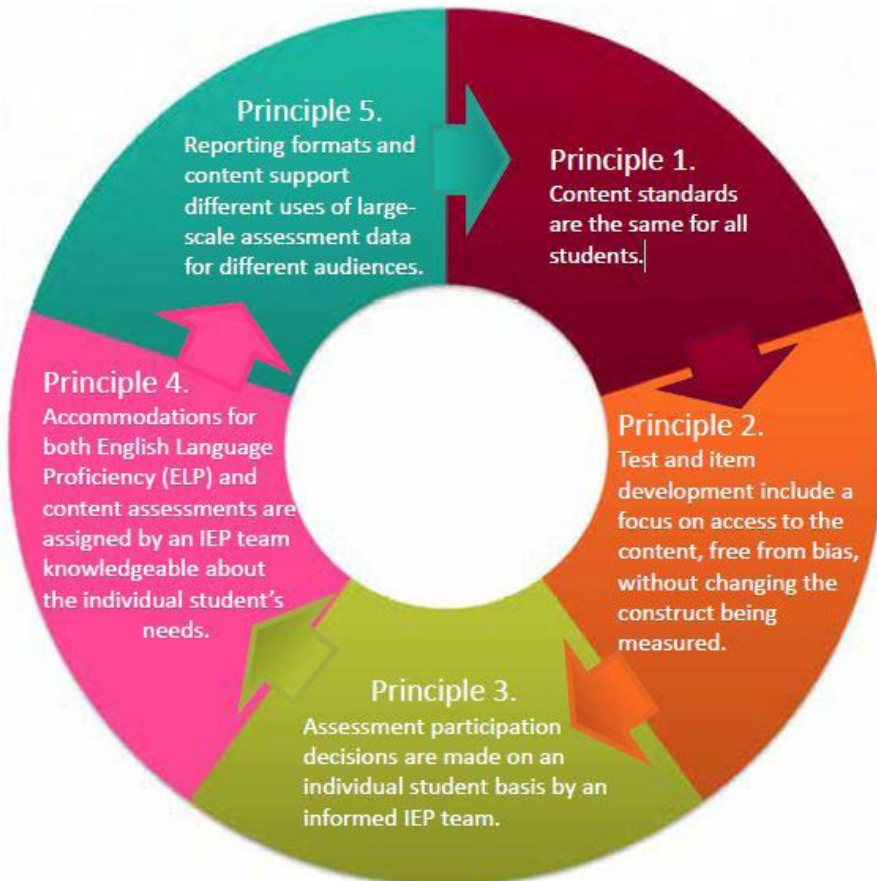 Principle 1.
Content standards
are the same for all
students.
Principle 2.
Test and item
development include a
focus on access to the
content, free from bias,
without changing the
construct being
measured.
Principle 3.
Assessment participation
decisions are made on an
individual student basis by an
informed IEP team.
Principle 4.
Accommodations for
both English Language
Proficiency (ELP) and
content assessments are
assigned by an IEP team
knowledgeable about
the individual student’s
needs.
Principle 5.
Reporting formats and
content support
different uses of large-
scale assessment data
for different audiences.